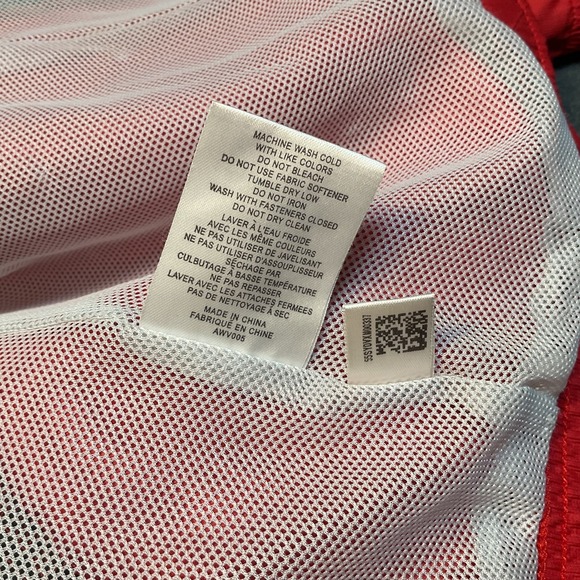 MACHINE WASH COLD
WITH LIKE COLORS
DO NOT BLEACH
DO NOT USE FABRIC SOFTENER
TUMBLE DRY LOW
DO NOT IRON
WASH WITH FASTENERS CLOSED
DO NOT DRY CLEAN
LAVER À L'EAU FROIDE
AVEC LES MÊME COULEURS
NE PAS UTILISER DE JAVELISANT
NE PAS UTILISER D'ASSOUPLISSEUR
SÉCHAGE PAR
CULBUTAGE À BASSE TEMPÉRATURE
NE PAS REPASSER
LAVER AVEC LES ATTACHES FERMÉES
PAS DE NETTOYAGE À SEC
MADE IN CHINA
FABRIQUÉ EN CHINE
AWV005